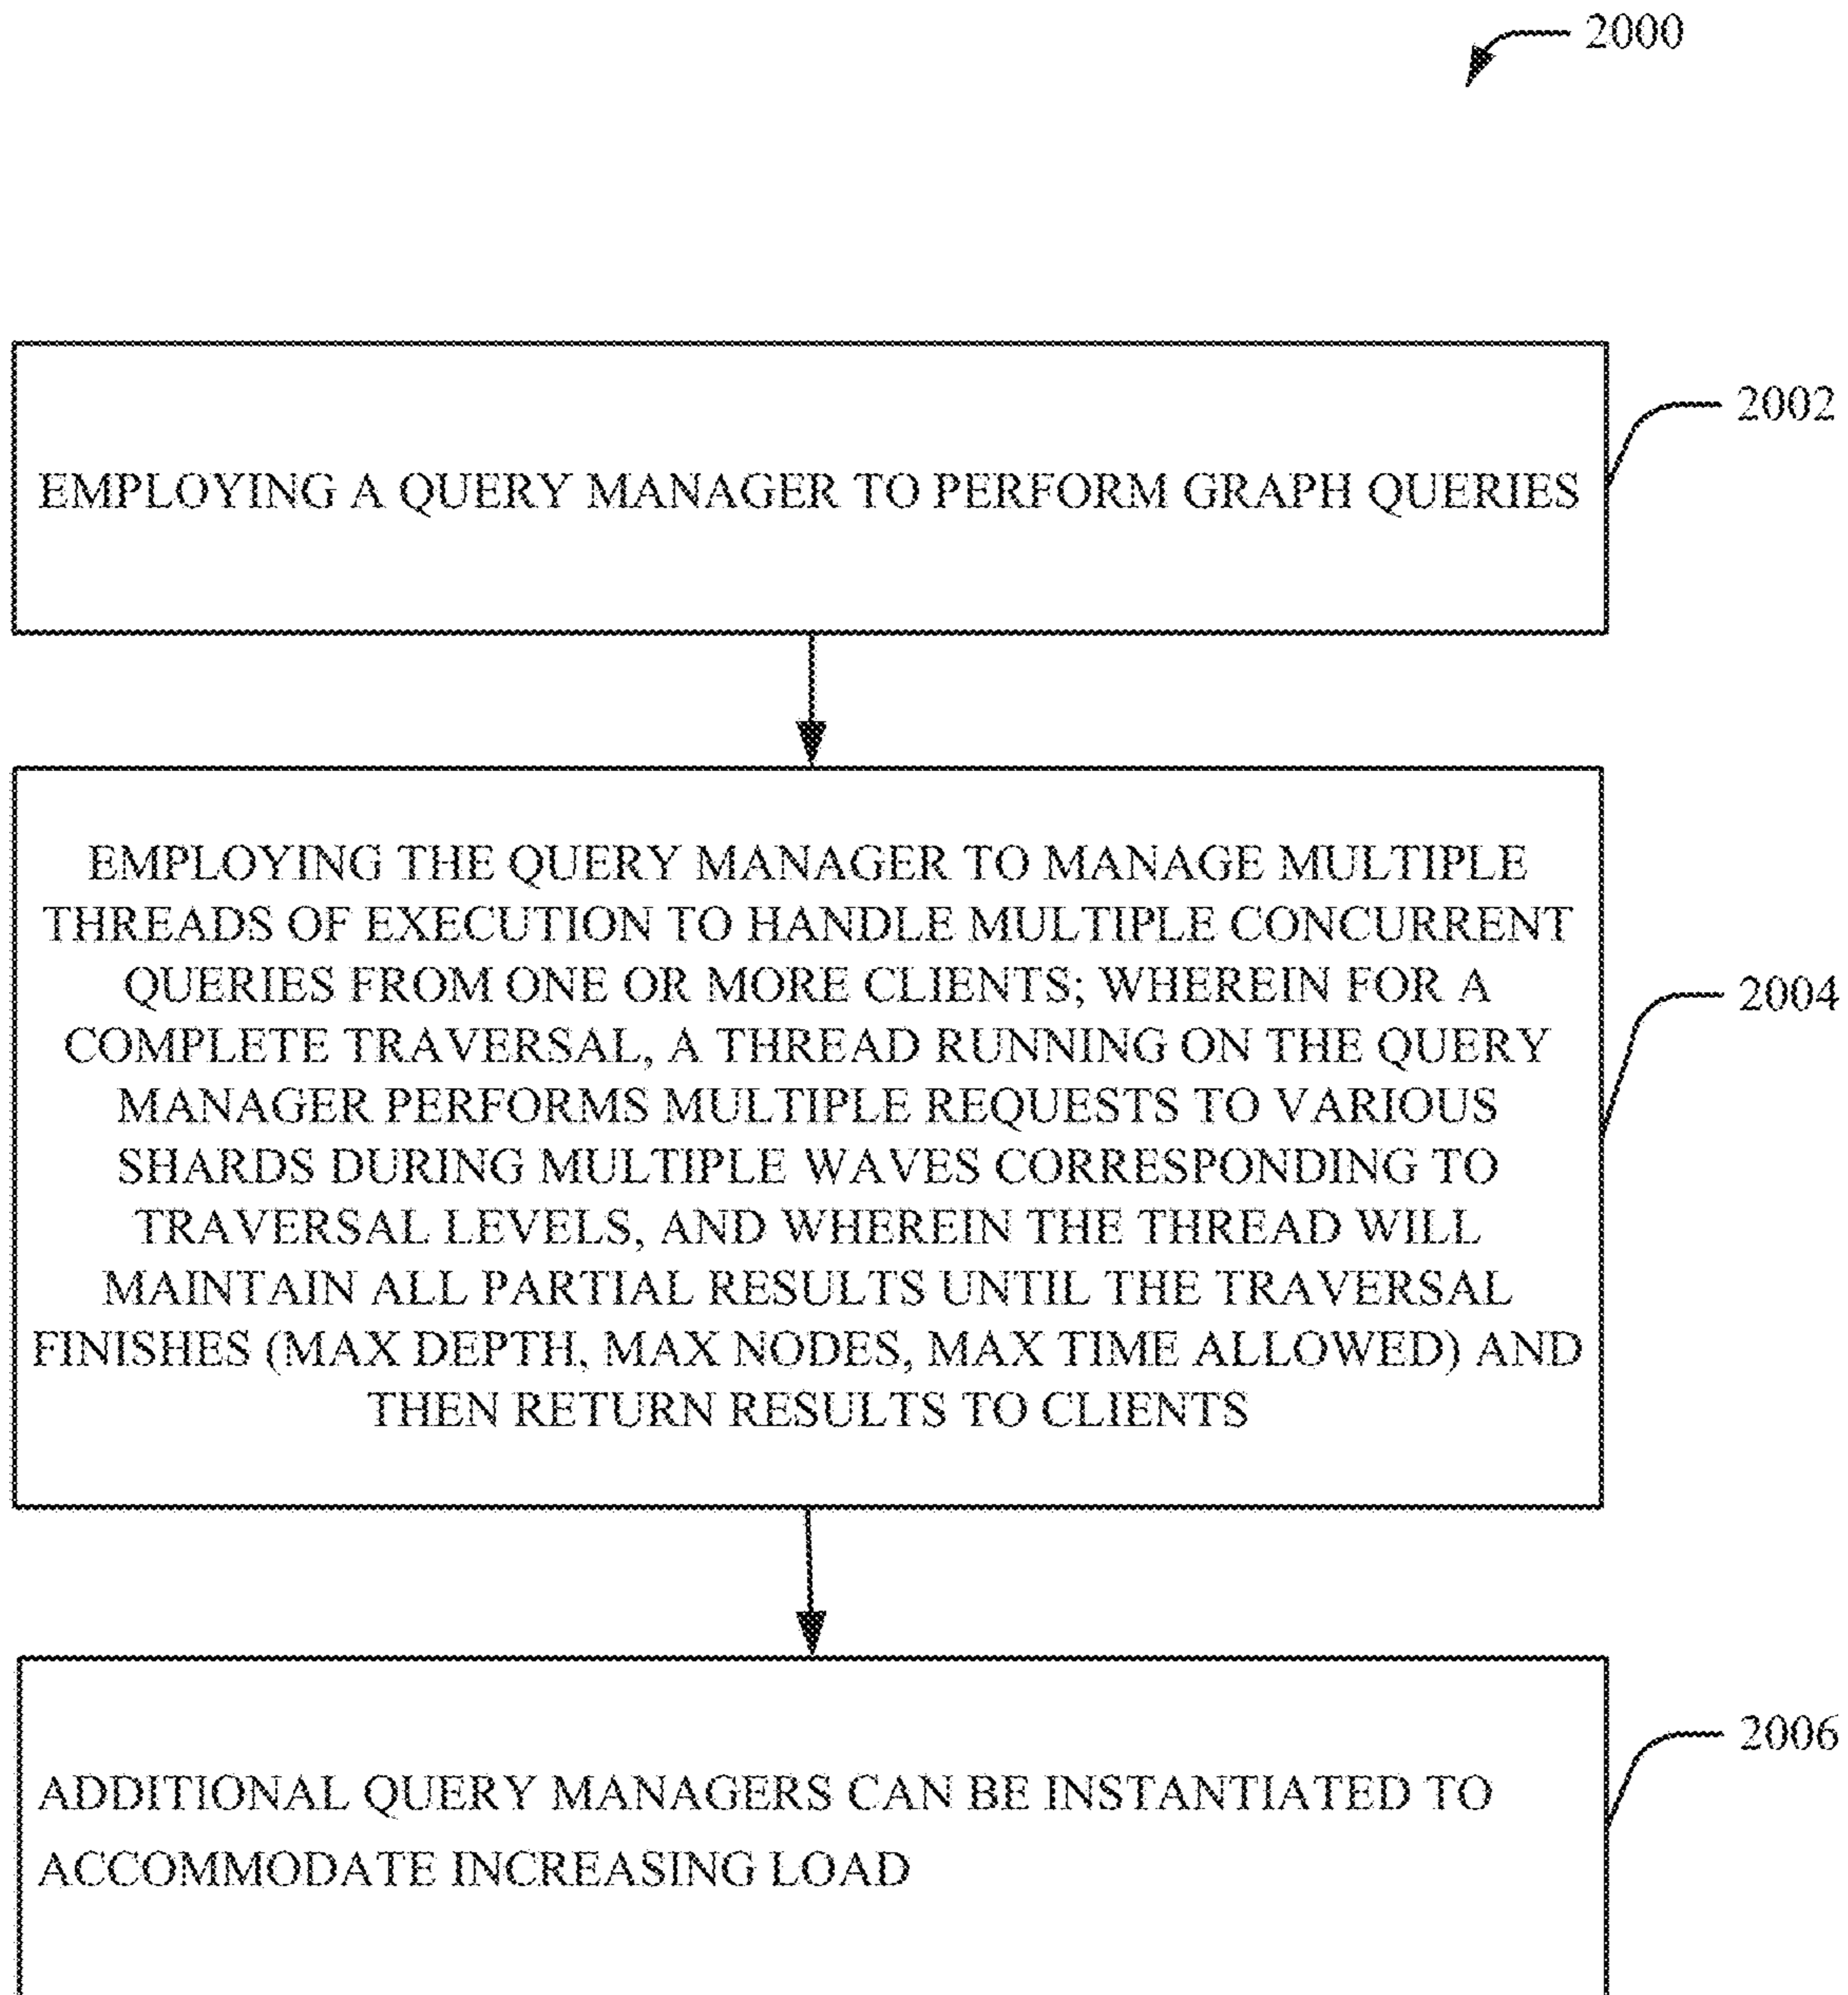 2000
EMPLOYING A QUERY MANAGER TO PERFORM GRAPH QUERIES
2002
EMPLOYING THE QUERY MANAGER TO MANAGE MULTIPLE
THREADS OF EXECUTION TO HANDLE MULTIPLE CONCURRENT
QUERIES FROM ONE OR MORE CLIENTS; WHEREIN FOR A
COMPLETE TRAVERSAL, A THREAD RUNNING ON THE QUERY
MANAGER PERFORMS MULTIPLE REQUESTS TO VARIOUS
SHARDS DURING MULTIPLE WAVES CORRESPONDING TO
TRAVERSAL LEVELS, AND WHEREIN THE THREAD WILL
MAINTAIN ALL PARTIAL RESULTS UNTIL THE TRAVERSAL
FINISHES (MAX DEPTH, MAX NODES, MAX TIME ALLOWED) AND
THEN RETURN RESULTS TO CLIENTS
2004
ADDITIONAL QUERY MANAGERS CAN BE INSTANTIATED TO
ACCOMMODATE INCREASING LOAD
2006